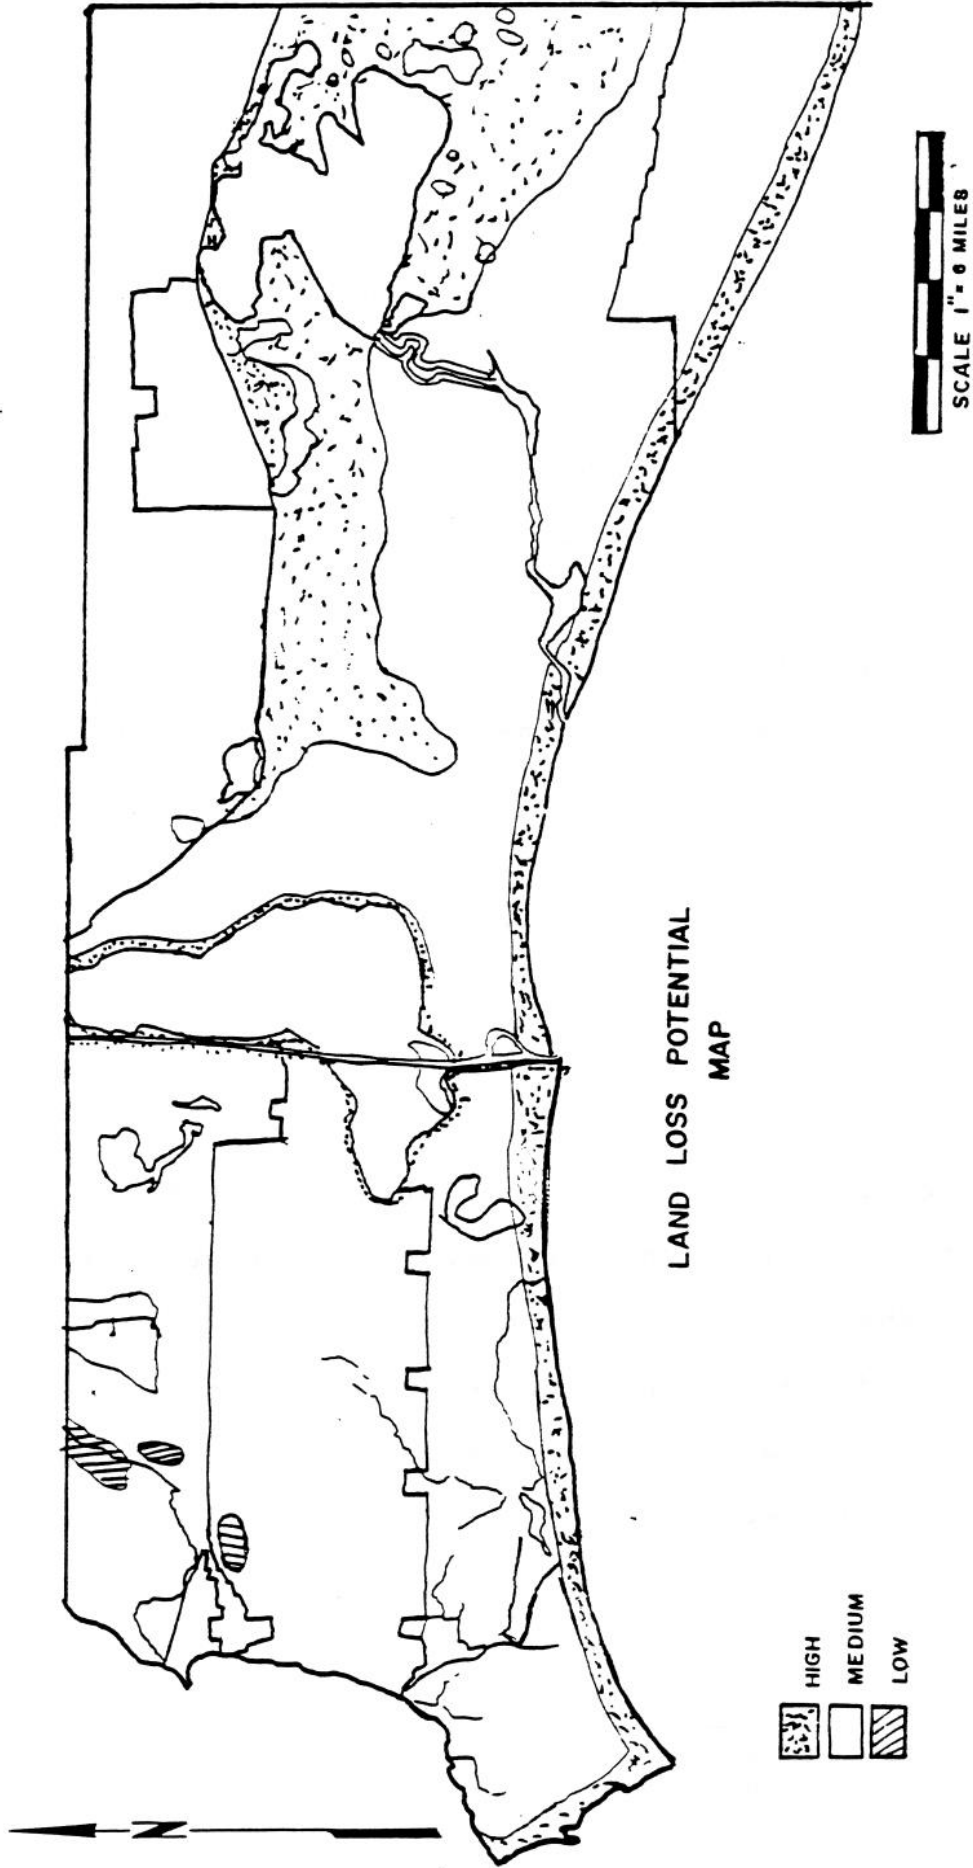 LAND LOSS POTENTIAL
MAP
HIGH
MEDIUM
LOW
SCALE 1" = 6 MILES
N